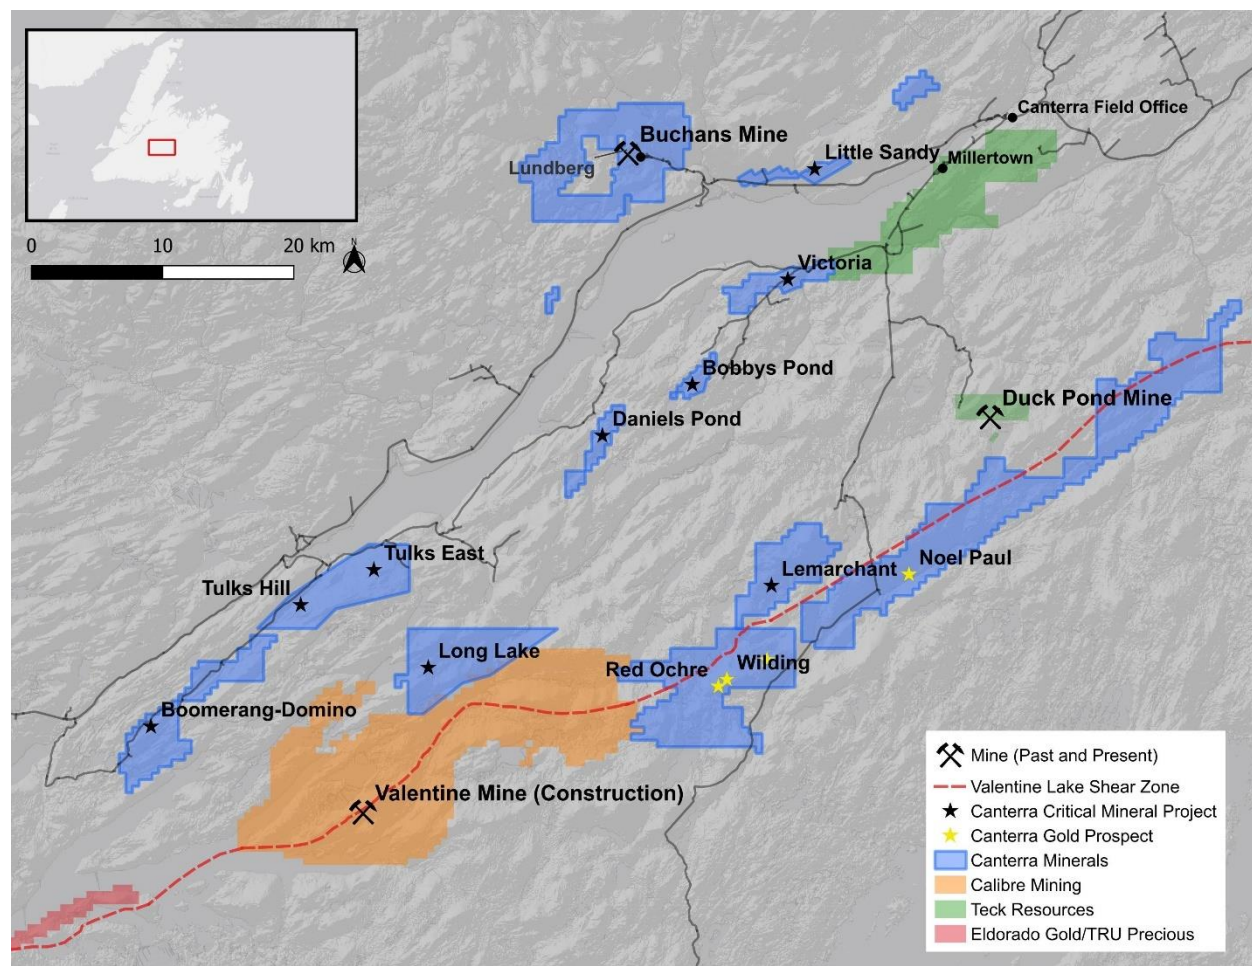 Canterra Field Office
Buchans Mine
Lundberg
Little Sandy
Millertown
0 10 20 km
N
Victoria
Bobbys Pond
Duck Pond Mine
Daniels Pond
Tulks East
Tulks Hill
Lemarchant
Noel Paul
Long Lake
Red Ochre
Wilding
Boomerang-Domino
Valentine Mine (Construction)
Mine (Past and Present)
Valentine Lake Shear Zone
Canterra Critical Mineral Project
Canterra Gold Prospect
Canterra Minerals
Calibre Mining
Teck Resources
Eldorado Gold/TRU Precious